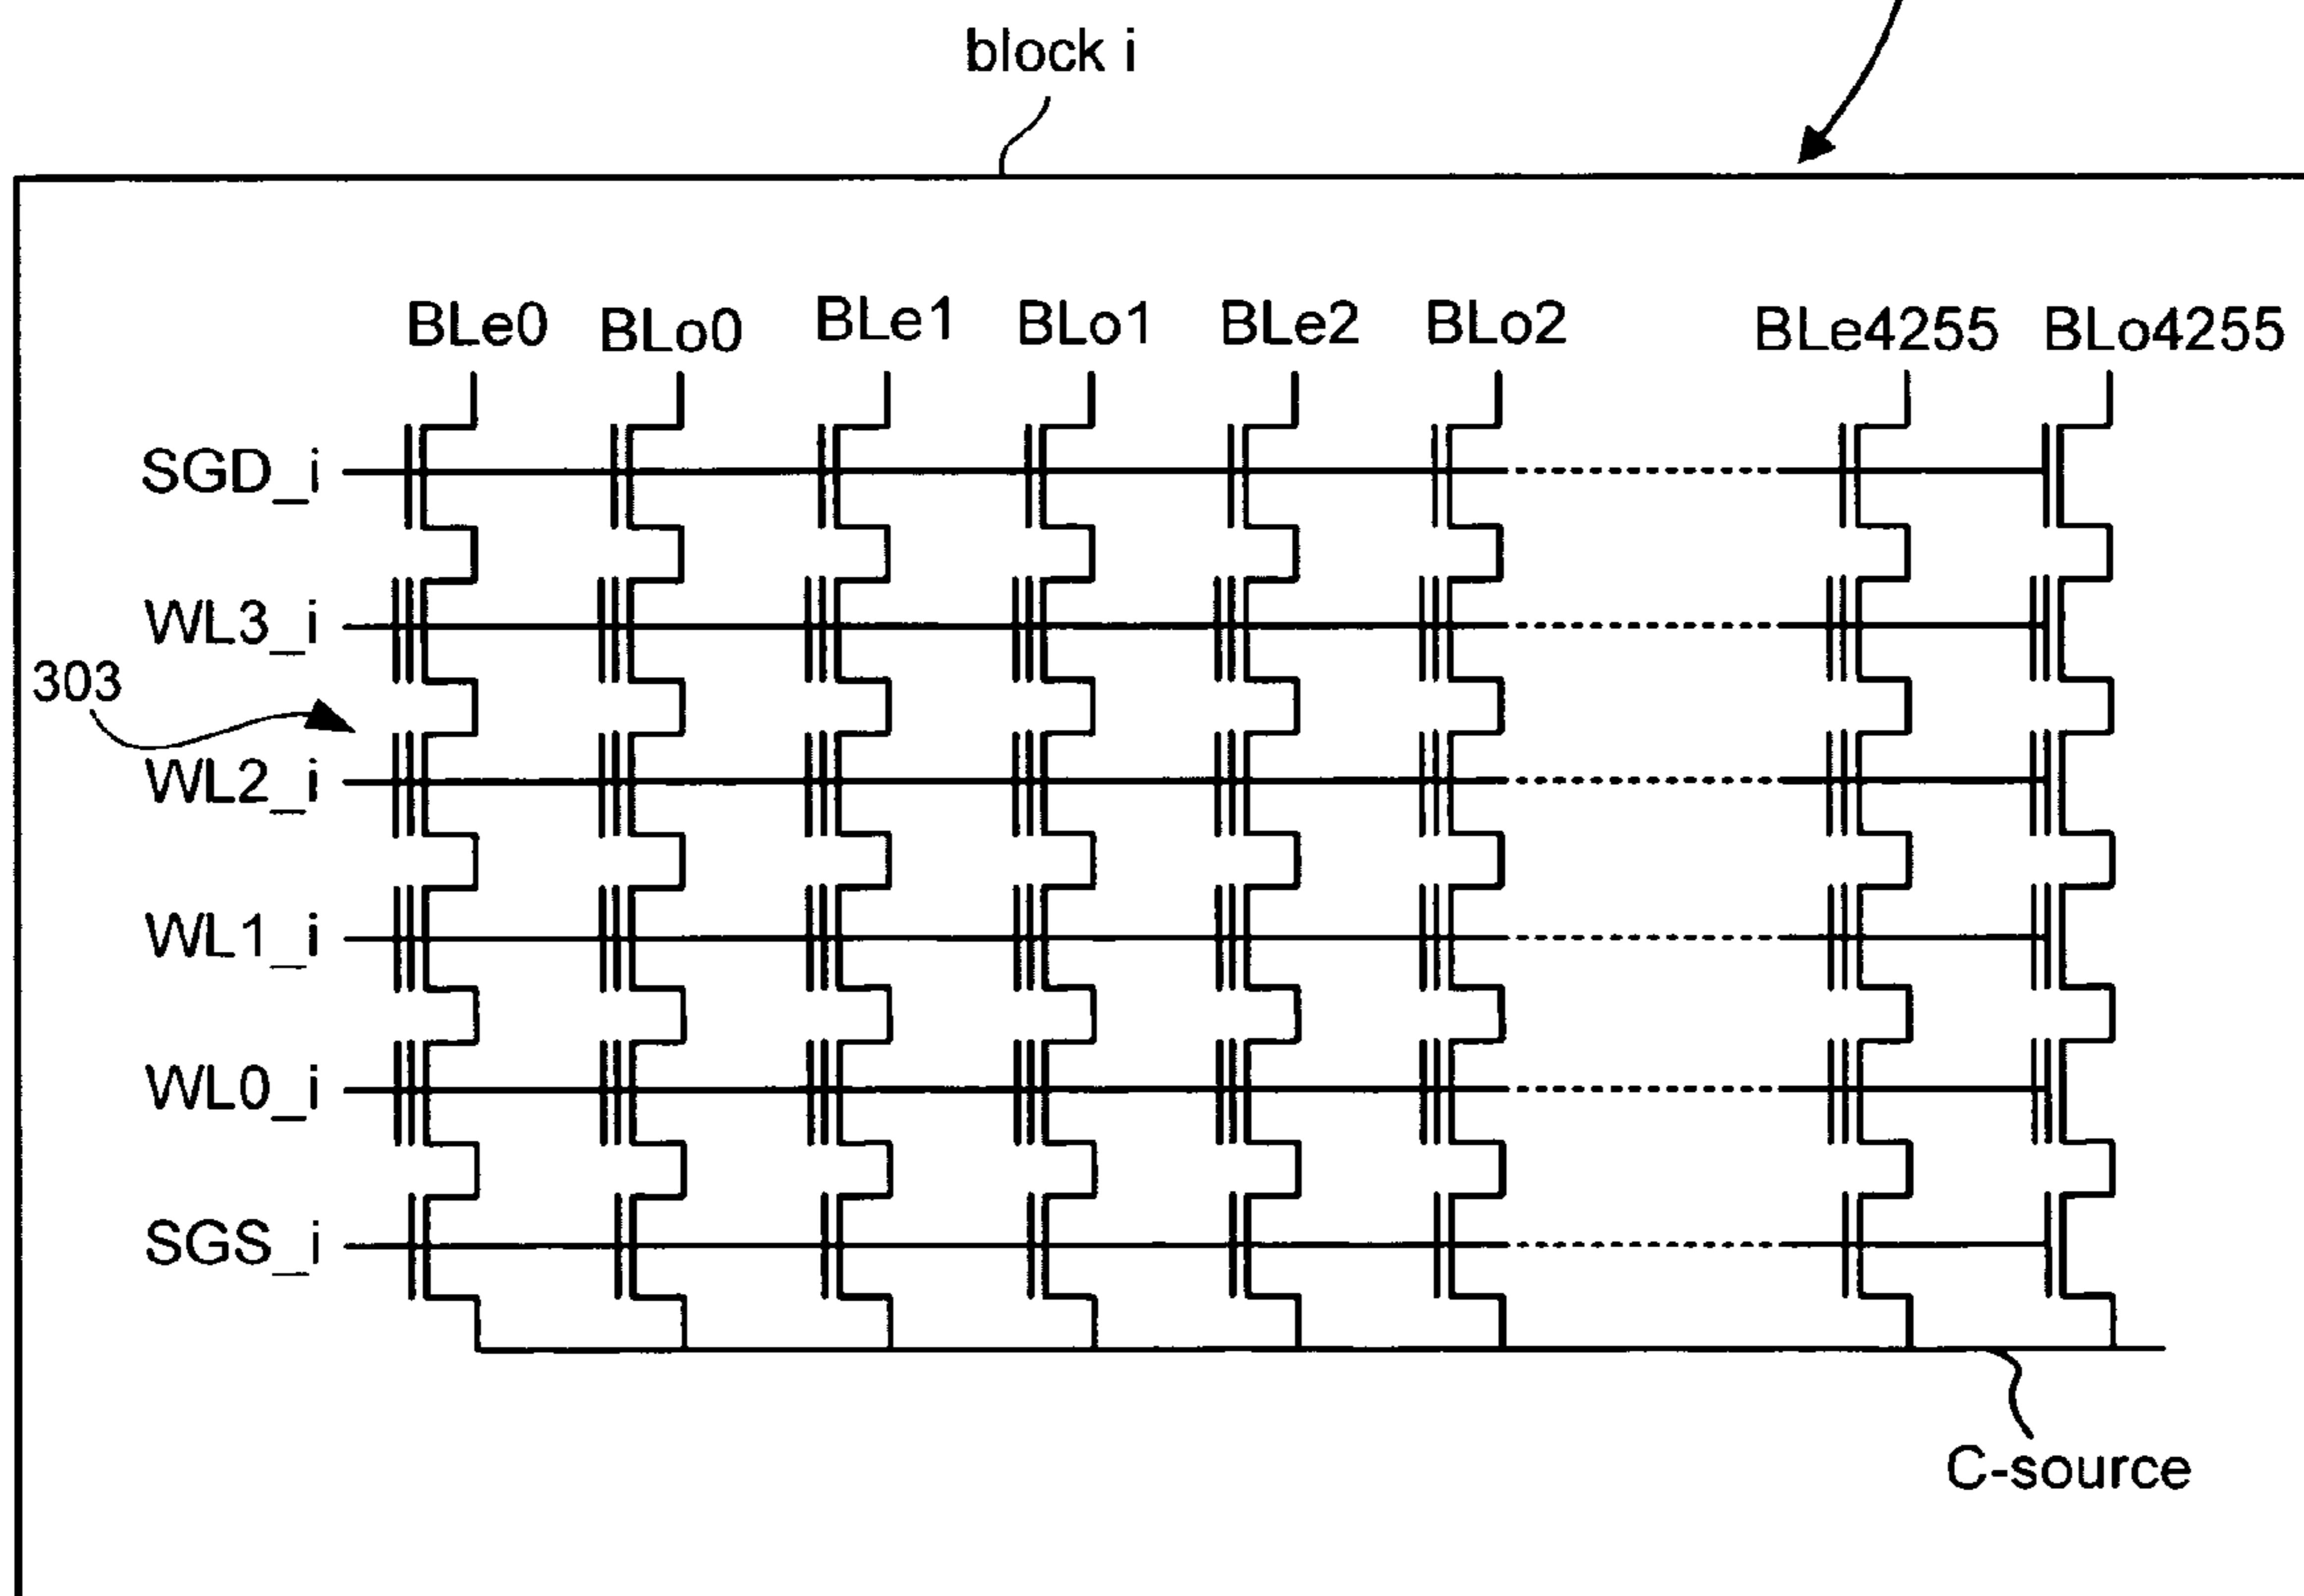 block i
BLe0 BLo0 BLe1 BLo1 BLe2 BLo2 BLe4255 BLo4255
SGD_i
WL3_i
303
WL2_i
WL1_i
WL0_i
SGS_i
C-source